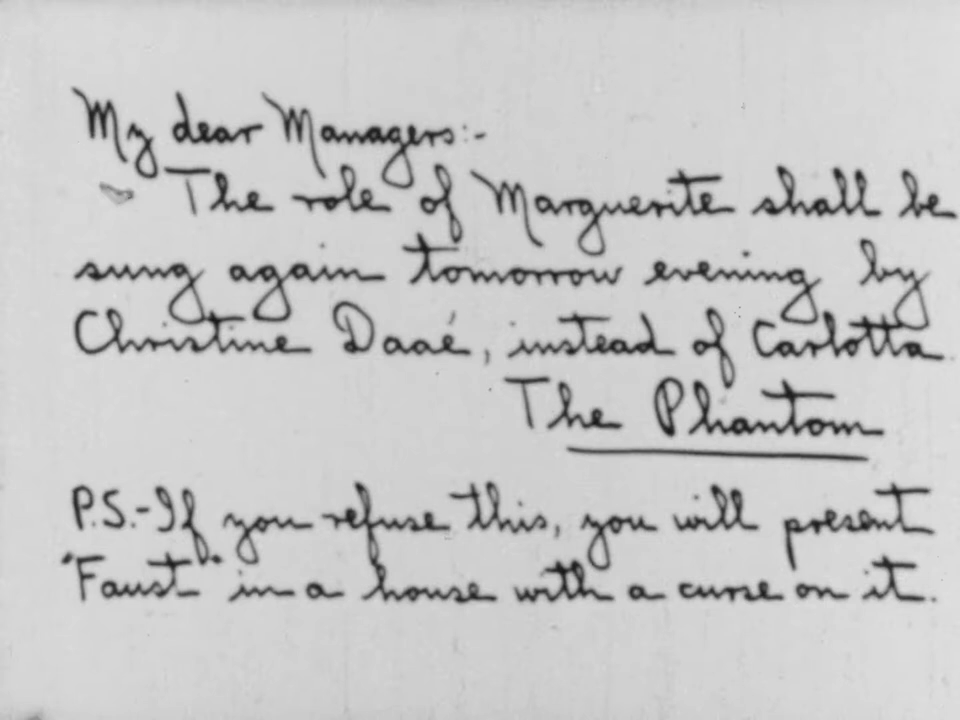 My dear Managers:-
The role of Marguerite shall be
sung again tomorrow evening by
Christine Daaé, instead of Carlotta.
The Phantom
P.S.-If you refuse this, you will present
"Faust" in a house with a curse on it.